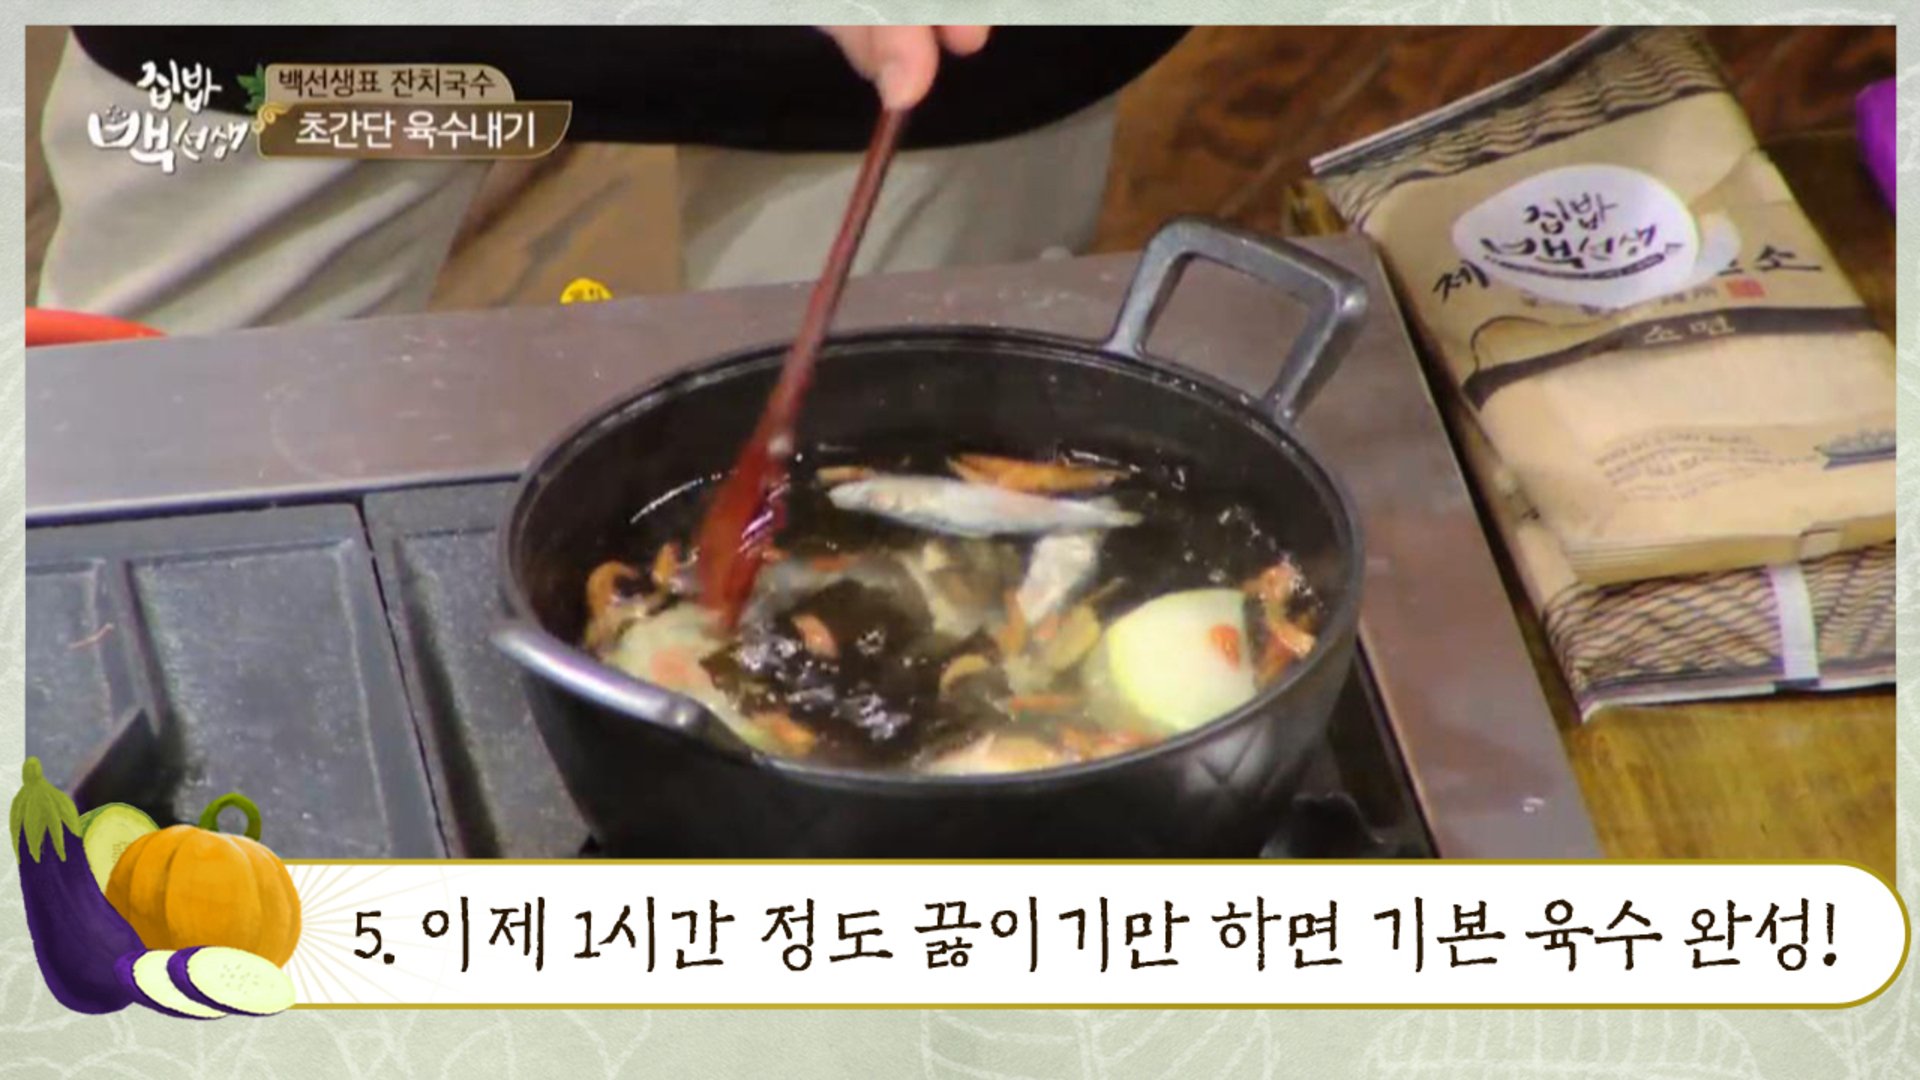 집밥
백선생
백선생표 잔치국수
초간단 육수내기
집밥
백선생
제
소
소면
5. 이제 1시간 정도 끓이기만 하면 기본 육수 완성!